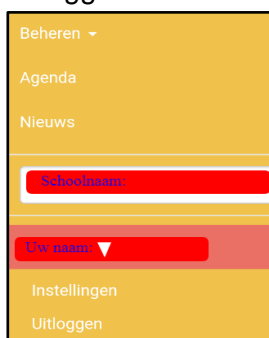 Beheren
Agenda
Nieuws
Schoolnaam:
Uw naam:
Instellingen
Uitloggen